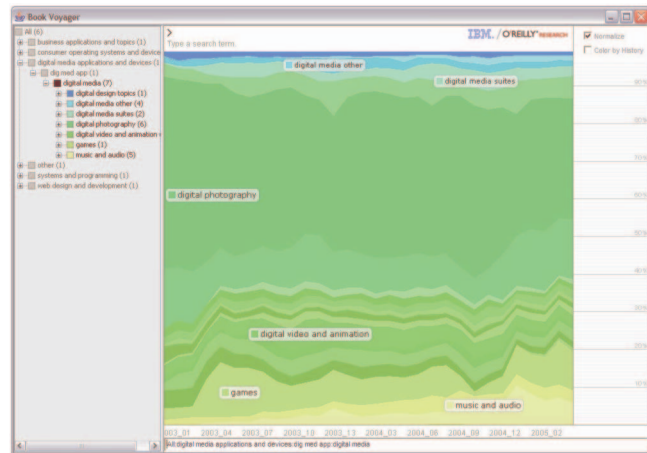 Book Voyager
All (6)
business applications and topics (1)
consumer operating systems and device
digital media applications and devices (1
dig med app (1)
digital media (7)
digital design topics (1)
digital media other (4)
digital media suites (2)
digital photography (6)
digital video and animation
games (1)
music and audio (5)
other (1)
systems and programming (1)
web design and development (1)
Type a search term.
IBM. / O'REILLY RESEARCH
Normalize
Color by History
digital media other
digital media suites
digital photography
digital video and animation
games
music and audio
003_01 2003_04 2003_07 2003_10 2003_13 2004_03 2004_06 2004_09 2004_12 2005_02
All.digital media applications and devices.dig med app.digital media